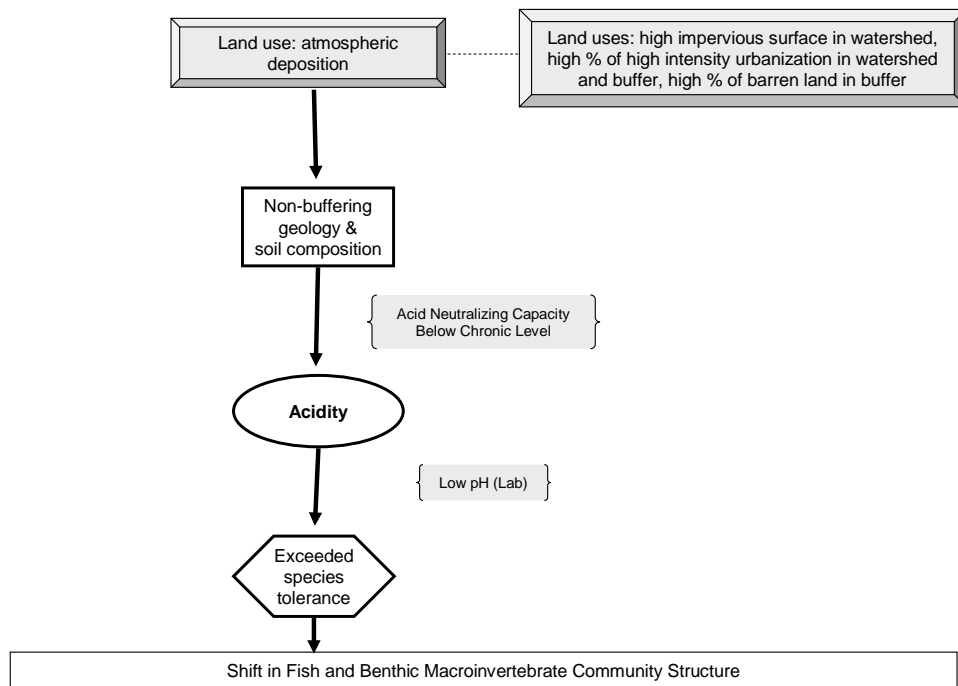 Land use: atmospheric
deposition
Land uses: high impervious surface in watershed,
high % of high intensity urbanization in watershed
and buffer, high % of barren land in buffer
Non-buffering
geology &
soil composition
Acid Neutralizing Capacity
Below Chronic Level
Acidity
Low pH (Lab)
Exceeded
species
tolerance
Shift in Fish and Benthic Macroinvertebrate Community Structure